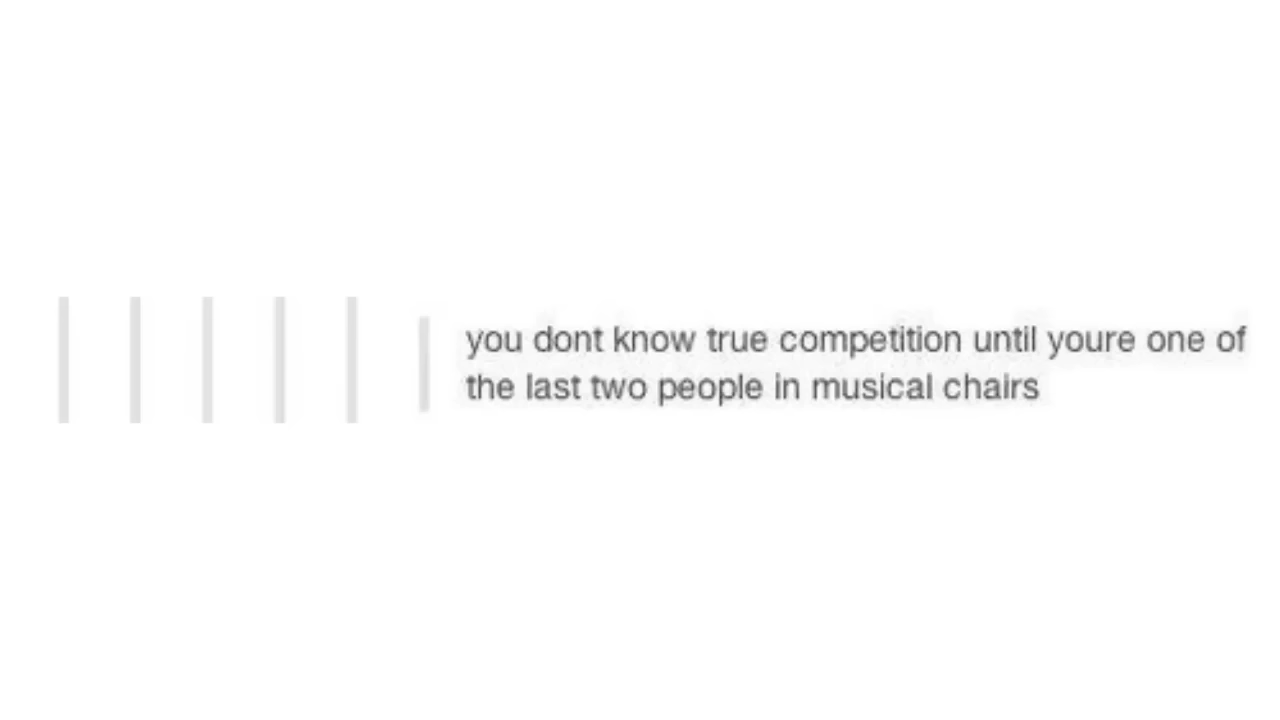 you dont know true competition until youre one of
the last two people in musical chairs